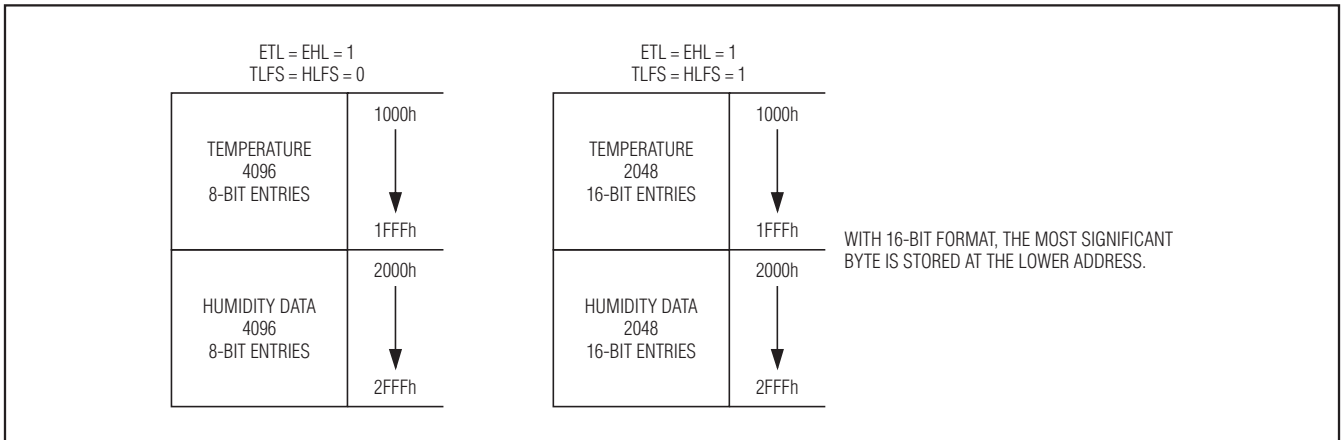 ETL = EHL = 1
TLFS = HLFS = 0
TEMPERATURE
4096
8-BIT ENTRIES
1000h
1FFFh
HUMIDITY DATA
4096
8-BIT ENTRIES
2000h
2FFFh
ETL = EHL = 1
TLFS = HLFS = 1
TEMPERATURE
2048
16-BIT ENTRIES
1000h
1FFFh
HUMIDITY DATA
2048
16-BIT ENTRIES
2000h
2FFFh
WITH 16-BIT FORMAT, THE MOST SIGNIFICANT
BYTE IS STORED AT THE LOWER ADDRESS.